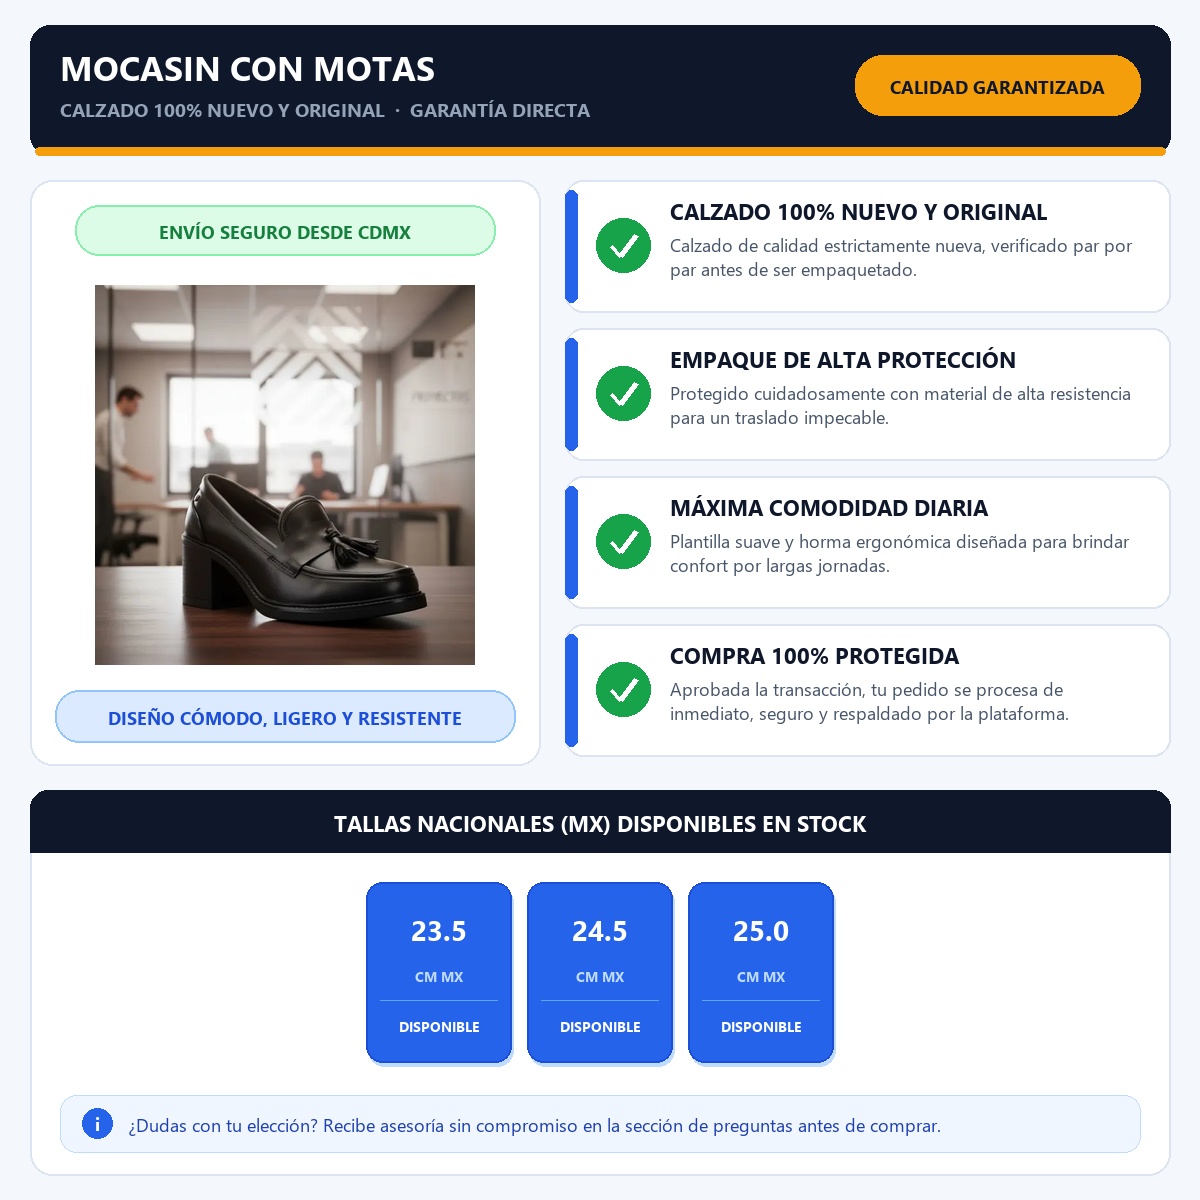 MOCASIN CON MOTAS
CALZADO 100% NUEVO Y ORIGINAL · GARANTÍA DIRECTA
CALIDAD GARANTIZADA
ENVÍO SEGURO DESDE CDMX
DISEÑO CÓMODO, LIGERO Y RESISTENTE
CALZADO 100% NUEVO Y ORIGINAL
Calzado de calidad estrictamente nueva, verificado par por
par antes de ser empaquetado.
EMPAQUE DE ALTA PROTECCIÓN
Protegido cuidadosamente con material de alta resistencia
para un traslado impecable.
MÁXIMA COMODIDAD DIARIA
Plantilla suave y horma ergonómica diseñada para brindar
confort por largas jornadas.
COMPRA 100% PROTEGIDA
Aprobada la transacción, tu pedido se procesa de
inmediato, seguro y respaldado por la plataforma.
TALLAS NACIONALES (MX) DISPONIBLES EN STOCK
23.5
CM MX
DISPONIBLE
24.5
CM MX
DISPONIBLE
25.0
CM MX
DISPONIBLE
¿Dudas con tu elección? Recibe asesoría sin compromiso en la sección de preguntas antes de comprar.